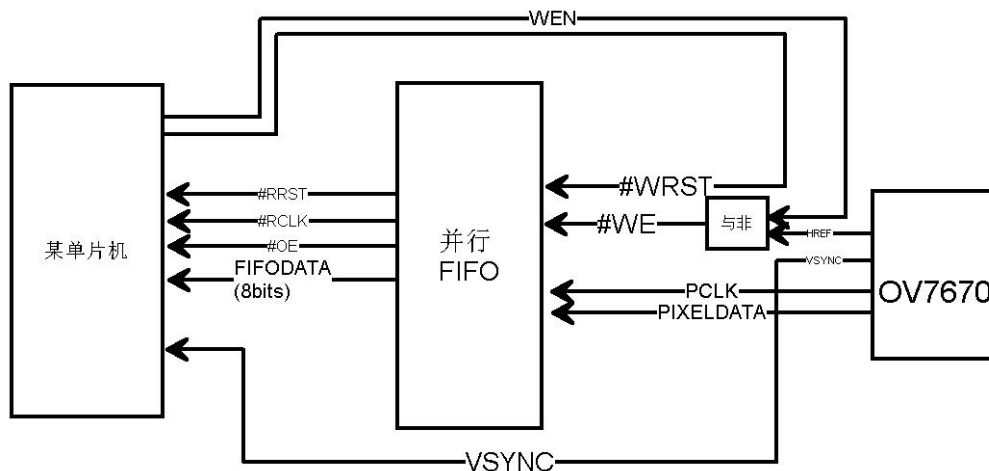 WEN
某单片机
#RRST
#RCLK
#OE
FIFODATA
(8bits)
并行
FIFO
#WRST
#WE
与非
HREF
VSYNC
PCLK
PIXELDATA
OV7670
VSYNC